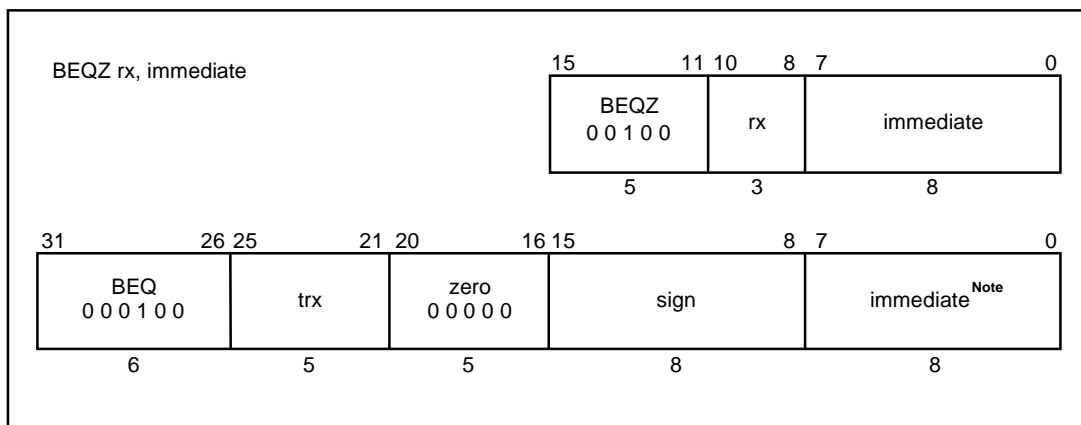 BEQZ rx, immediate
15 11 10 8 7 0
BEQZ rx immediate
0 0 1 0 0
5 3 8
31 26 25 21 20 16 15 8 7 0
BEQ trx zero sign immediate Note
0 0 0 1 0 0 0 0 0 0 0
6 5 5 8 8